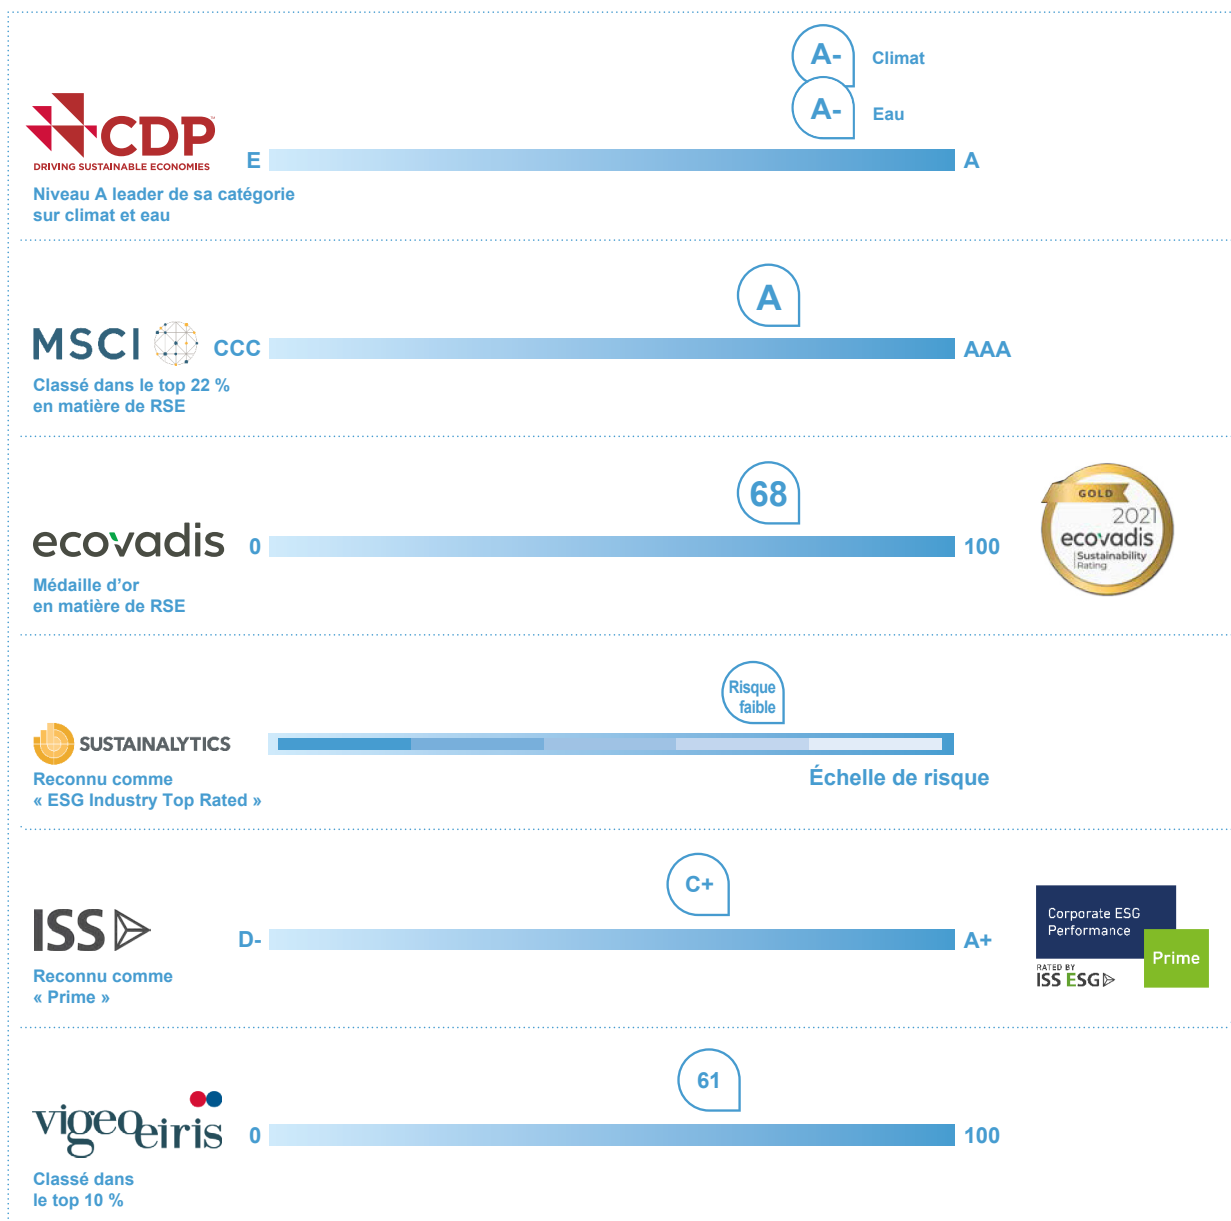 A- Climat
A- Eau
CDP
DRIVING SUSTAINABLE ECONOMIES
E A
Niveau A leader de sa catégorie
sur climat et eau
A
MSCI CCC AAA
Classé dans le top 22 %
en matière de RSE
68
ecovadis 0 100
Médaille d’or
en matière de RSE
GOLD
2021
ecovadis
Sustainability
Rating
Risque
faible
SUSTAINALYTICS
Reconnu comme
« ESG Industry Top Rated »
Échelle de risque
C+
ISS D- A+
Reconnu comme
« Prime »
Corporate ESG
Performance
Prime
RATED BY
ISS ESG
61
vigeoeiris 0 100
Classé dans
le top 10 %